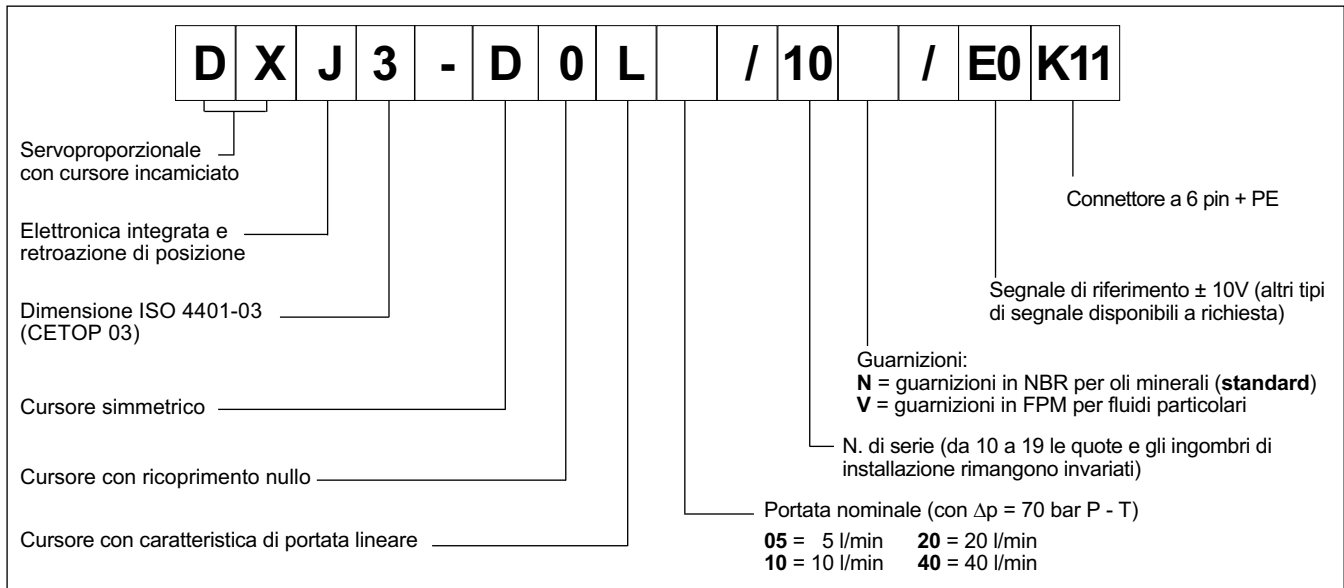 D X J 3 - D 0 L / 10 / E0 K11
Servoproporzionale
con cursore incamiciato
Elettronica integrata e
retroazione di posizione
Dimensione ISO 4401-03
(CETOP 03)
Cursore simmetrico
Cursore con ricoprimento nullo
Cursore con caratteristica di portata lineare
Connettore a 6 pin + PE
Segnale di riferimento ± 10V (altri tipi
di segnale disponibili a richiesta)
Guarnizioni:
N = guarnizioni in NBR per oli minerali (standard)
V = guarnizioni in FPM per fluidi particolari
N. di serie (da 10 a 19 le quote e gli ingombri di
installazione rimangono invariati)
Portata nominale (con Δp = 70 bar P - T)
05 = 5 l/min 20 = 20 l/min
10 = 10 l/min 40 = 40 l/min